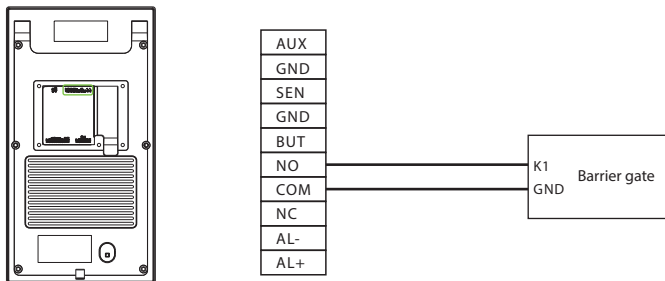 AUX
GND
SEN
GND
BUT
NO
COM
NC
AL-
AL+
K1
GND
Barrier gate